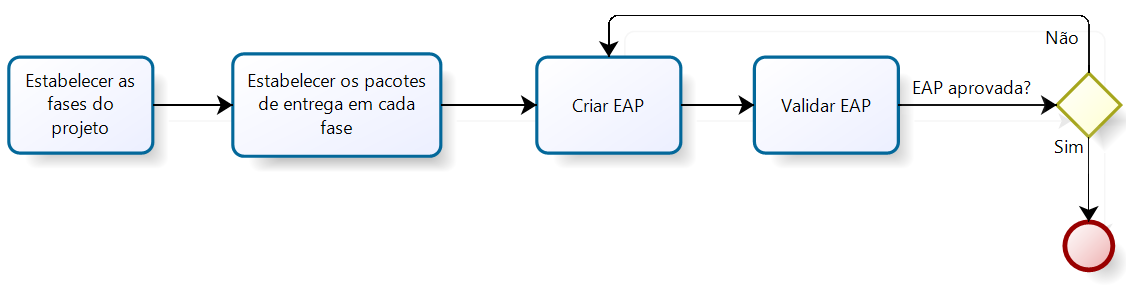 Estabelecer as
fases do
projeto
Estabelecer os pacotes
de entrega em cada
fase
Criar EAP
Validar EAP
EAP aprovada?
Não
Sim